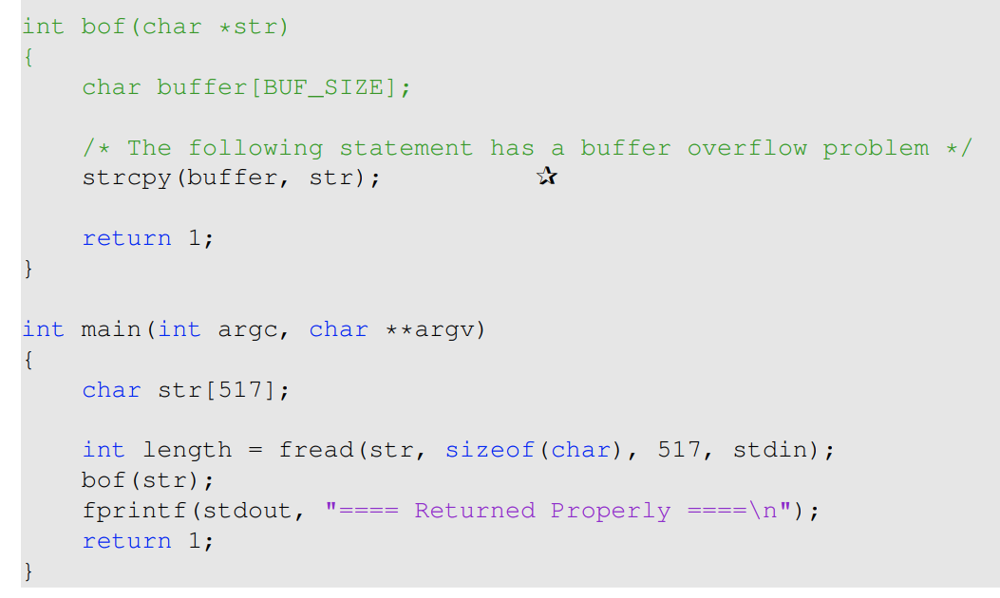 int bof(char *str)
{
    char buffer[BUF_SIZE];
    /* The following statement has a buffer overflow problem */
    strcpy(buffer, str);                ☆
    return 1;
}
int main(int argc, char **argv)
{
    char str[517];
    int length = fread(str, sizeof(char), 517, stdin);
    bof(str);
    fprintf(stdout, "==== Returned Properly ====\n");
    return 1;
}